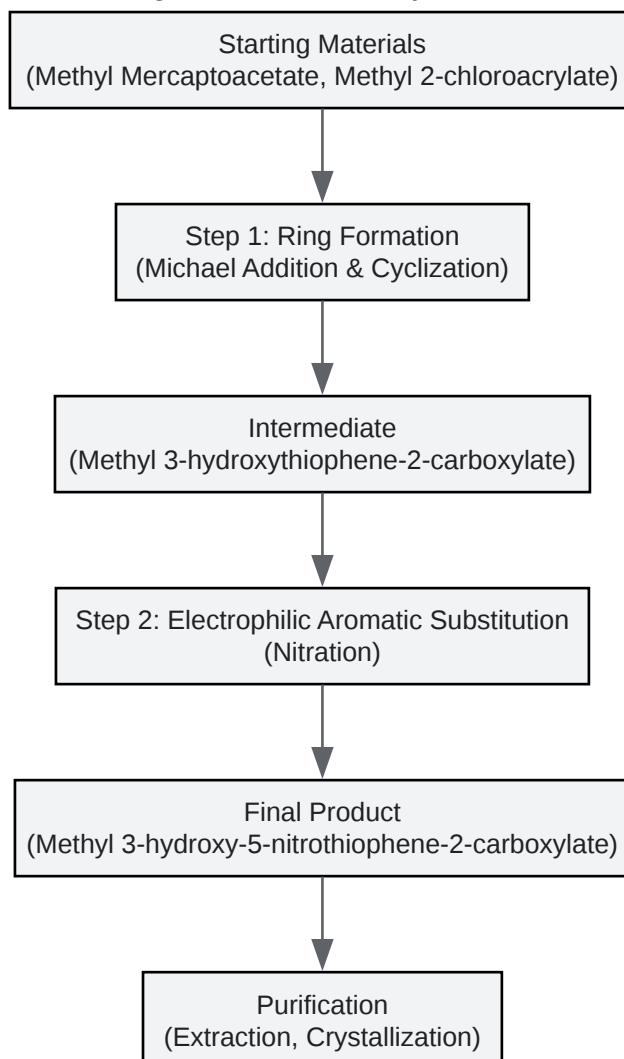 Starting Materials
(Methyl Mercaptoacetate, Methyl 2-chloroacrylate)
Step 1: Ring Formation
(Michael Addition & Cyclization)
Intermediate
(Methyl 3-hydroxythiophene-2-carboxylate)
Step 2: Electrophilic Aromatic Substitution
(Nitration)
Final Product
(Methyl 3-hydroxy-5-nitrothiophene-2-carboxylate)
Purification
(Extraction, Crystallization)